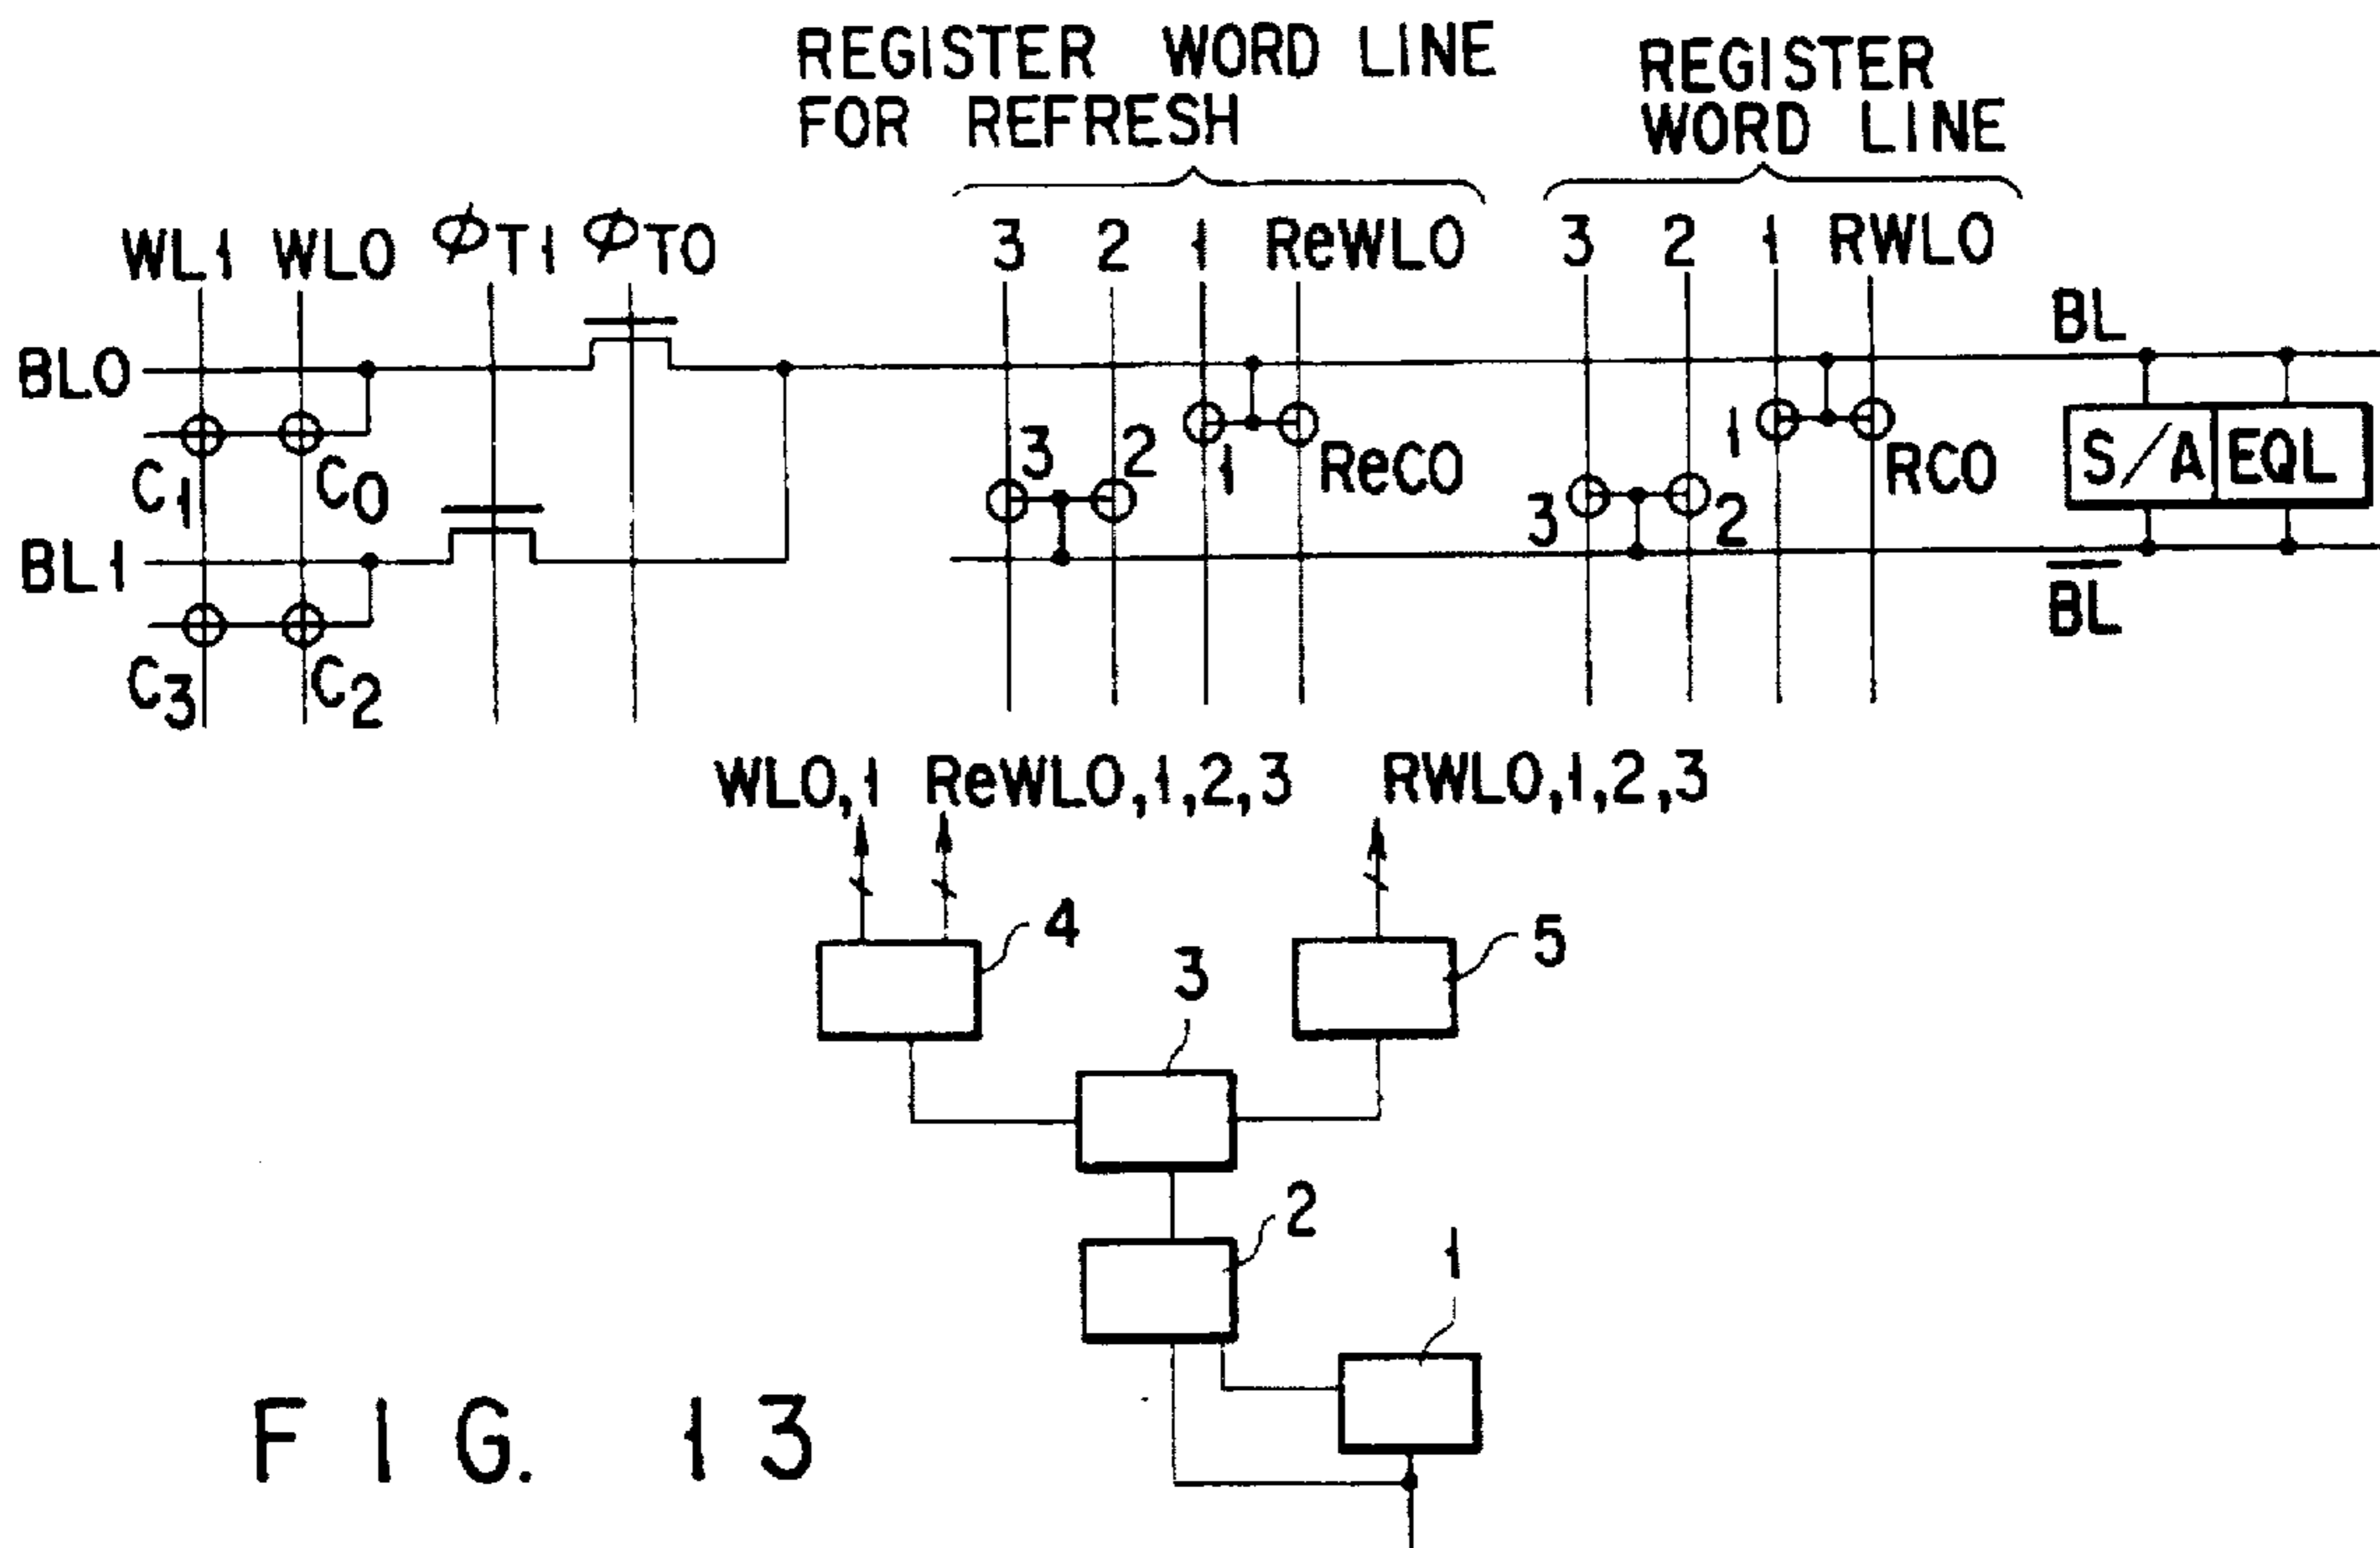 REGISTER WORD LINE
FOR REFRESH
REGISTER
WORD LINE
WL1 WL0 ϕT1 ϕT0
3 2 1 ReWL0
3 2 1 RWL0
BL
BL0
C1 C0
3 2
1 ReC0
1 RC0
3 2
S/A EQL
BL1
B̅L̅
C3 C2
WL0,1 ReWL0,1,2,3 RWL0,1,2,3
4
3
5
2
1
FIG. 13